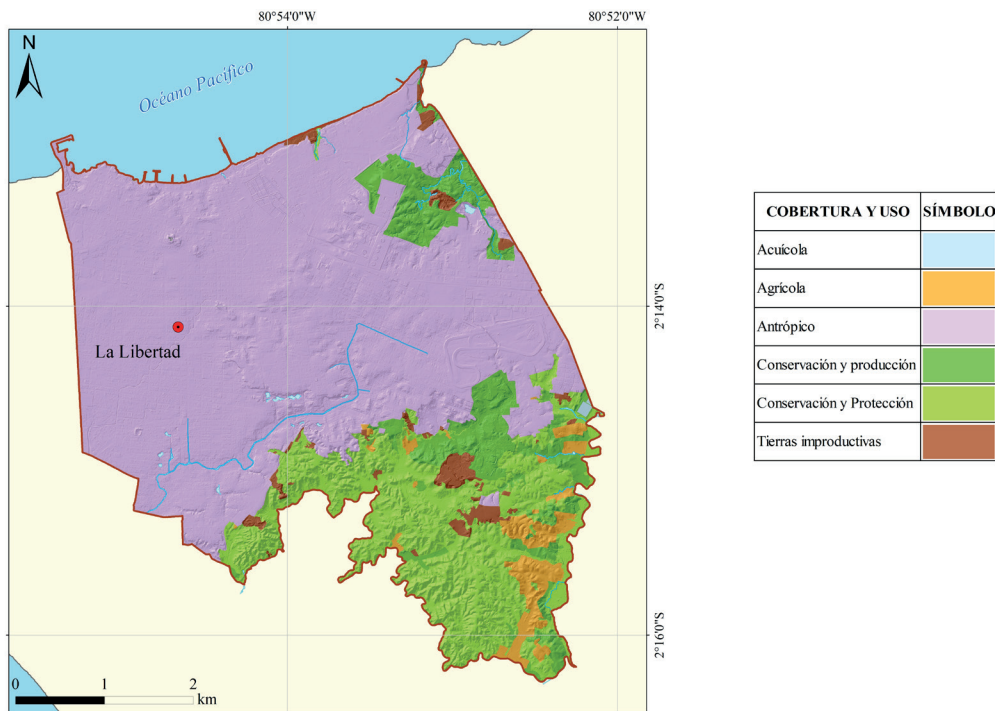 80°54'0"W 80°52'0"W
N
Océano Pacífico
2°14'0"S
La Libertad
2°16'0"S
0 1 2
km
COBERTURA Y USO SÍMBOLO
Acuícola
Agrícola
Antrópico
Conservación y producción
Conservación y Protección
Tierras improductivas